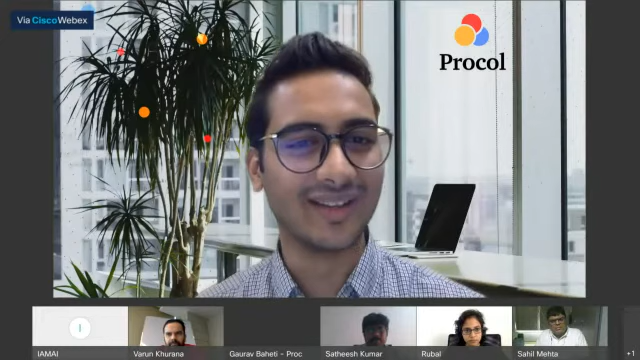 Via Cisco Webex
Procol
IAMAI
Varun Khurana
Gaurav Baheti - Proc
Satheesh Kumar
Rubal
Sahil Mehta
+1